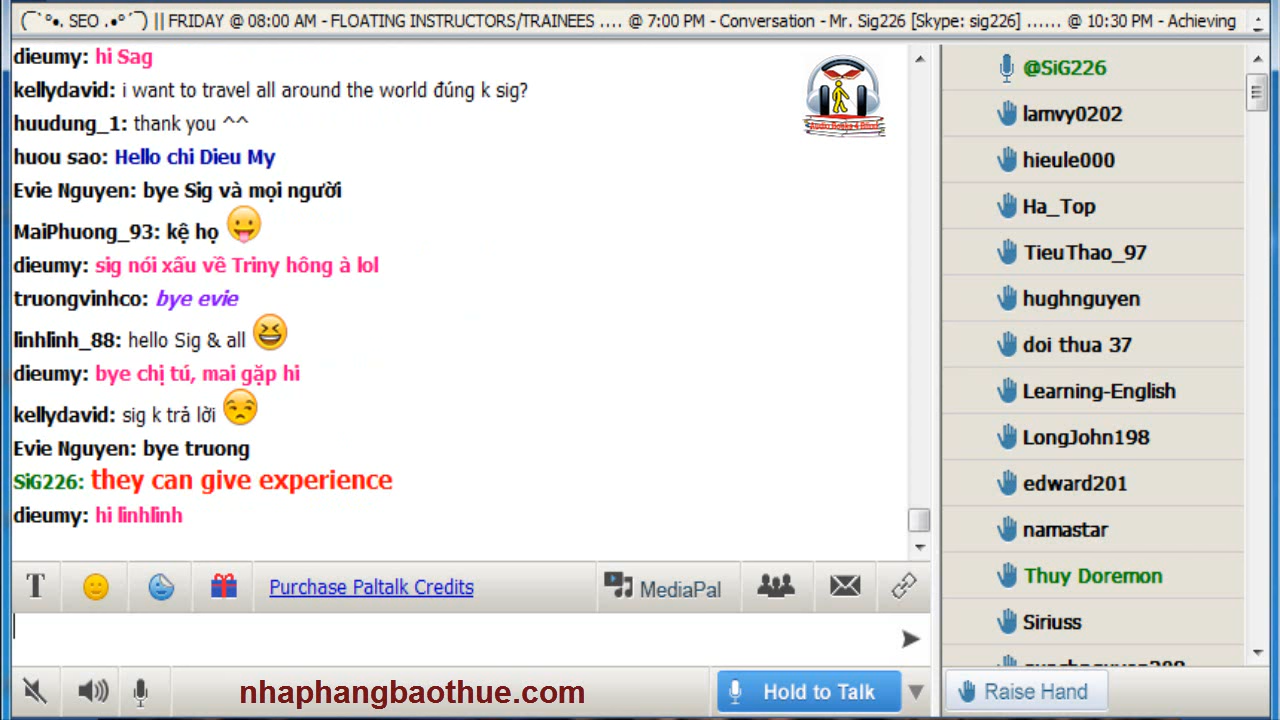 (¯`°•. SEO .•°´¯) || FRIDAY @ 08:00 AM - FLOATING INSTRUCTORS/TRAINEES .... @ 7:00 PM - Conversation - Mr. Sig226 [Skype: sig226] ...... @ 10:30 PM - Achieving
dieumy: hi Sag
kellydavid: i want to travel all around the world đúng k sig?
huudung_1: thank you ^^
huou sao: Hello chi Dieu My
Evie Nguyen: bye Sig và mọi người
MaiPhuong_93: kệ họ
dieumy: sig nói xấu về Triny hông à lol
truongvinhco: bye evie
linhlinh_88: hello Sig & all
dieumy: bye chị tú, mai gặp hi
kellydavid: sig k trả lời
Evie Nguyen: bye truong
SiG226: they can give experience
dieumy: hi linhlinh
T
Purchase Paltalk Credits
MediaPal
nhaphangbaothue.com
Hold to Talk
@SiG226
lamvy0202
hieule000
Ha_Top
TieuThao_97
hughnguyen
doi thua 37
Learning-English
LongJohn198
edward201
namastar
Thuy Doremon
Siriuss
Raise Hand